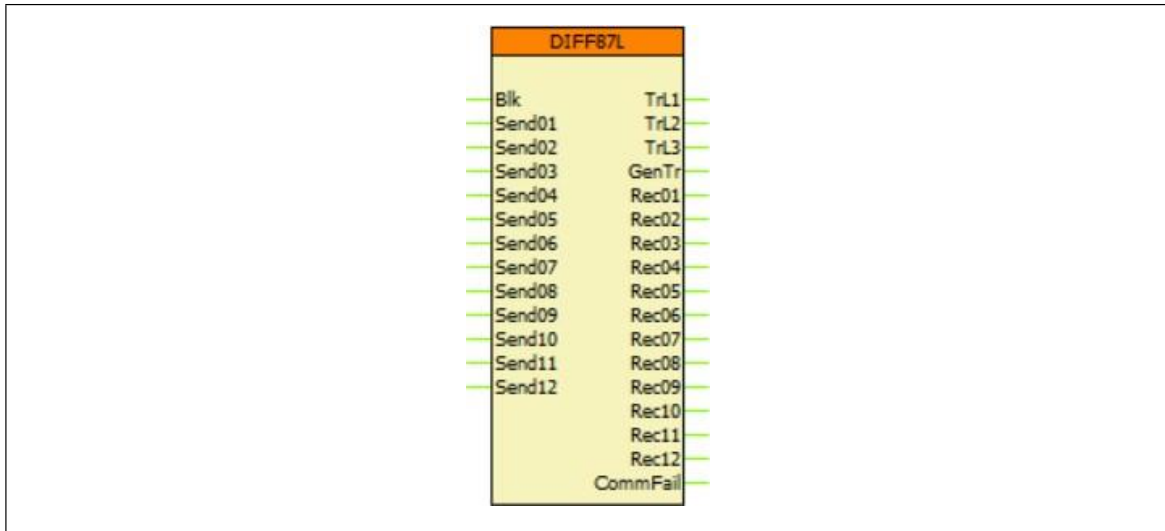 DIFF87L
Blk TrL1
Send01 TrL2
Send02 TrL3
Send03 GenTr
Send04 Rec01
Send05 Rec02
Send06 Rec03
Send07 Rec04
Send08 Rec05
Send09 Rec06
Send10 Rec07
Send11 Rec08
Send12 Rec09
Rec10
Rec11
Rec12
CommFail